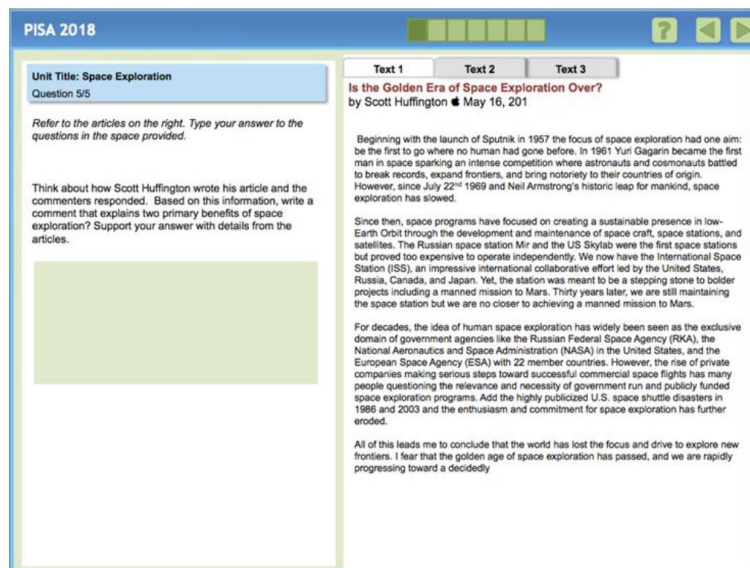 PISA 2018
?
Unit Title: Space Exploration
Question 5/5
Refer to the articles on the right. Type your answer to the
questions in the space provided.
Think about how Scott Huffington wrote his article and the
commenters responded. Based on this information, write a
comment that explains two primary benefits of space
exploration? Support your answer with details from the
articles.
Text 1
Text 2
Text 3
Is the Golden Era of Space Exploration Over?
by Scott Huffington May 16, 201
Beginning with the launch of Sputnik in 1957 the focus of space exploration had one aim:
be the first to go where no human had gone before. In 1961 Yuri Gagarin became the first
man in space sparking an intense competition where astronauts and cosmonauts battled
to break records, expand frontiers, and bring notoriety to their countries of origin.
However, since July 22nd 1969 and Neil Armstrong's historic leap for mankind, space
exploration has slowed.
Since then, space programs have focused on creating a sustainable presence in low-
Earth Orbit through the development and maintenance of space craft, space stations, and
satellites. The Russian space station Mir and the US Skylab were the first space stations
but proved too expensive to operate independently. We now have the International Space
Station (ISS), an impressive international collaborative effort led by the United States,
Russia, Canada, and Japan. Yet, the station was meant to be a stepping stone to bolder
projects including a manned mission to Mars. Thirty years later, we are still maintaining
the space station but we are no closer to achieving a manned mission to Mars.
For decades, the idea of human space exploration has widely been seen as the exclusive
domain of government agencies like the Russian Federal Space Agency (RKA), the
National Aeronautics and Space Administration (NASA) in the United States, and the
European Space Agency (ESA) with 22 member countries. However, the rise of private
companies making serious steps toward successful commercial space flights has many
people questioning the relevance and necessity of government run and publicly funded
space exploration programs. Add the highly publicized U.S. space shuttle disasters in
1986 and 2003 and the enthusiasm and commitment for space exploration has further
eroded.
All of this leads me to conclude that the world has lost the focus and drive to explore new
frontiers. I fear that the golden age of space exploration has passed, and we are rapidly
progressing toward a decidedly